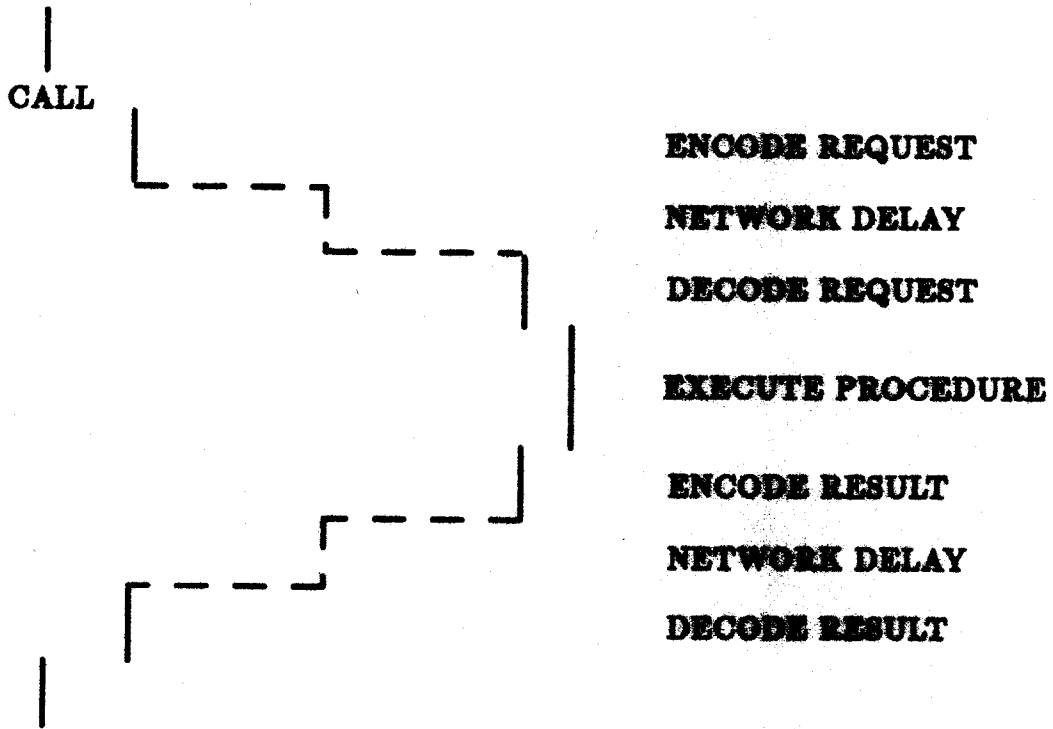 CALL
ENCODE REQUEST
NETWORK DELAY
DECODE REQUEST
EXECUTE PROCEDURE
ENCODE RESULT
NETWORK DELAY
DECODE RESULT